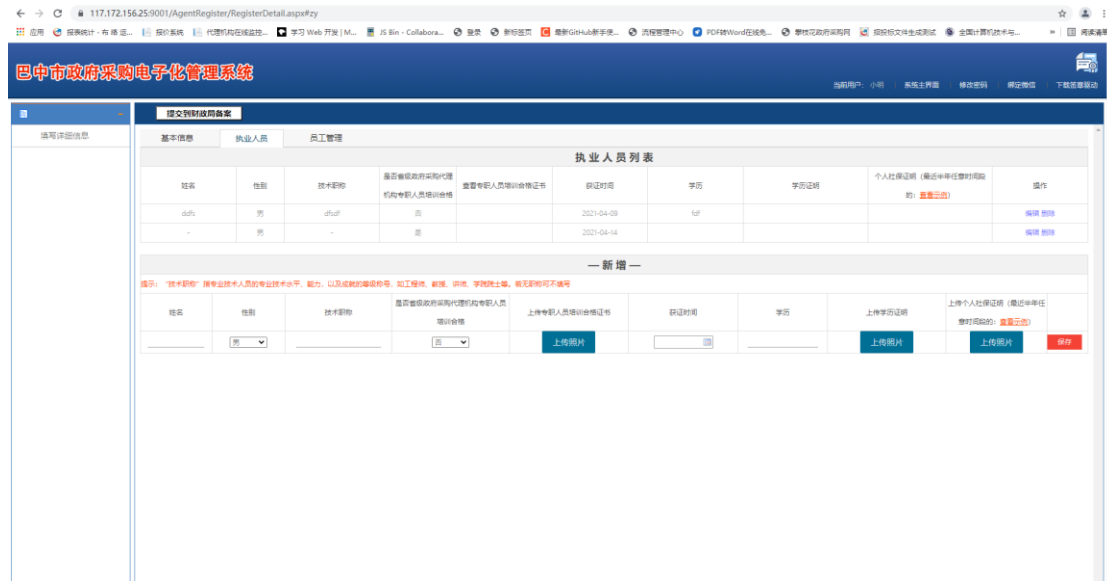 117.172.156.25:9001/AgentRegister/RegisterDetail.aspx#zy
应用 报表统计 - 布 络 运... 报价系统 代理机构在线监控... 学习 Web 开发 | M... JS Bin - Collabora... 登录 新标签页 最新GitHub新手使... 流程管理中心 PDF转Word在线免... 攀枝花政府采购网 招投标文件生成测试 全国计算机技术与... » 阅读清单
巴中市政府采购电子化管理系统
当前用户: 小明 系统主界面 修改密码 绑定微信 下载签章驱动
提交到财政局备案
填写详细信息
基本信息 执业人员 员工管理
执业人员列表
姓名 性别 技术职称 是否省级政府采购代理机构专职人员培训合格 查看专职人员培训合格证书 获证时间 学历 学历证明 个人社保证明（最近半年任意时间段的：查看示例） 操作
ddfs 男 dfsdf 否 2021-04-09 fdf 编辑 删除
- 男 - 是 2021-04-14 编辑 删除
—新增—
提示：“技术职称”指专业技术人员的专业技术水平、能力，以及成就的等级称号，如工程师、教授、讲师、学院院士等。若无职称可不填写
姓名 性别 技术职称 是否省级政府采购代理机构专职人员培训合格 上传专职人员培训合格证书 获证时间 学历 上传学历证明 上传个人社保证明（最近半年任意时间段的：查看示例）
男 否 上传照片 上传照片 上传照片 保存